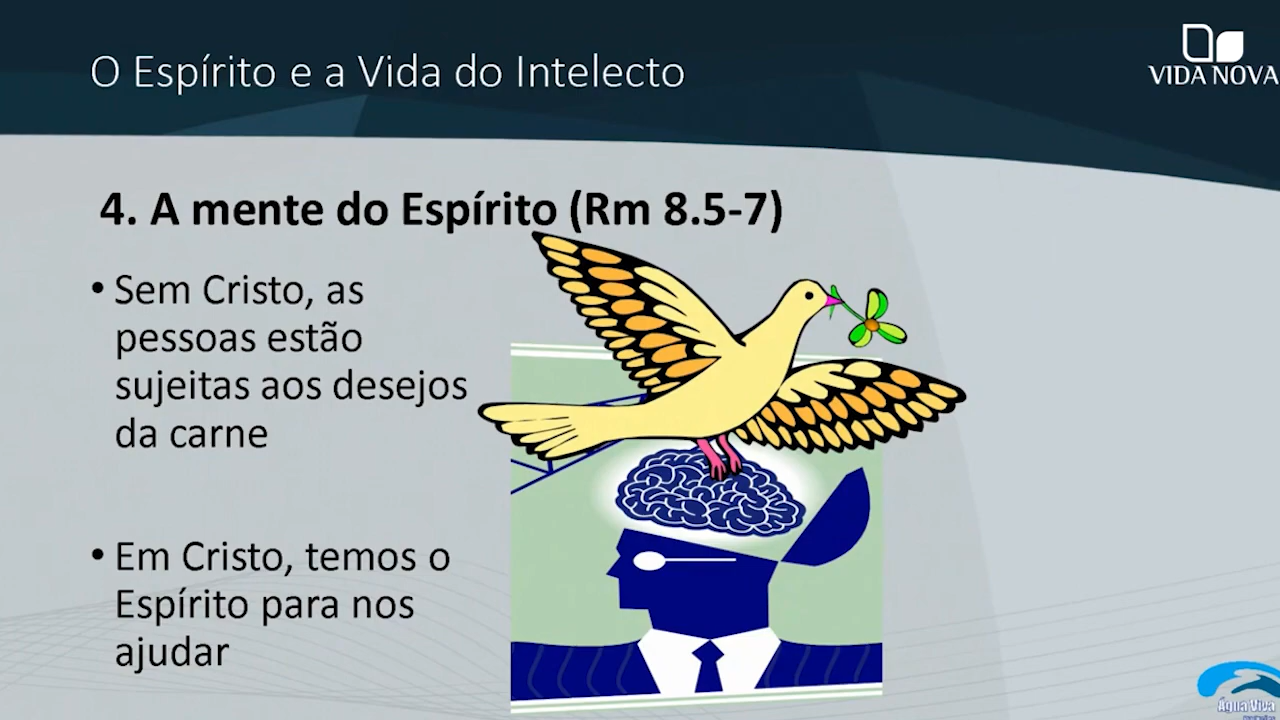 O Espírito e a Vida do Intelecto
VIDA NOVA
4. A mente do Espírito (Rm 8.5-7)
• Sem Cristo, as
pessoas estão
sujeitas aos desejos
da carne
• Em Cristo, temos o
Espírito para nos
ajudar
Água Viva